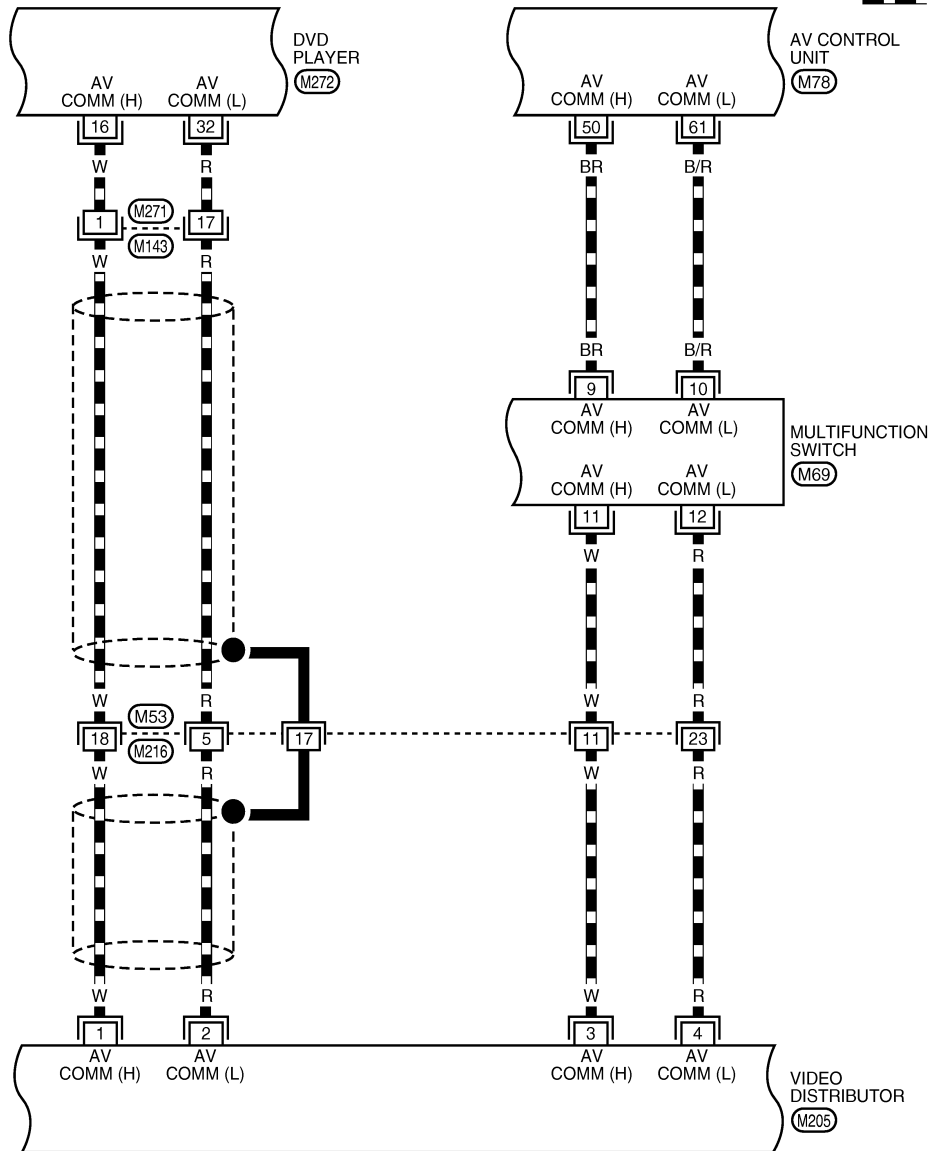 DVD
PLAYER
M272
AV CONTROL
UNIT
M78
AV
COMM (H)
AV
COMM (L)
AV
COMM (H)
AV
COMM (L)
16
32
50
61
W
R
BR
B/R
1
M271
17
M143
W
R
BR
B/R
9
10
AV
COMM (H)
AV
COMM (L)
MULTIFUNCTION
SWITCH
M69
AV
COMM (H)
AV
COMM (L)
11
12
W
R
W
R
W
R
M53
18
5
17
11
23
M216
W
R
W
R
W
R
W
R
1
2
3
4
AV
COMM (H)
AV
COMM (L)
AV
COMM (H)
AV
COMM (L)
VIDEO
DISTRIBUTOR
M205